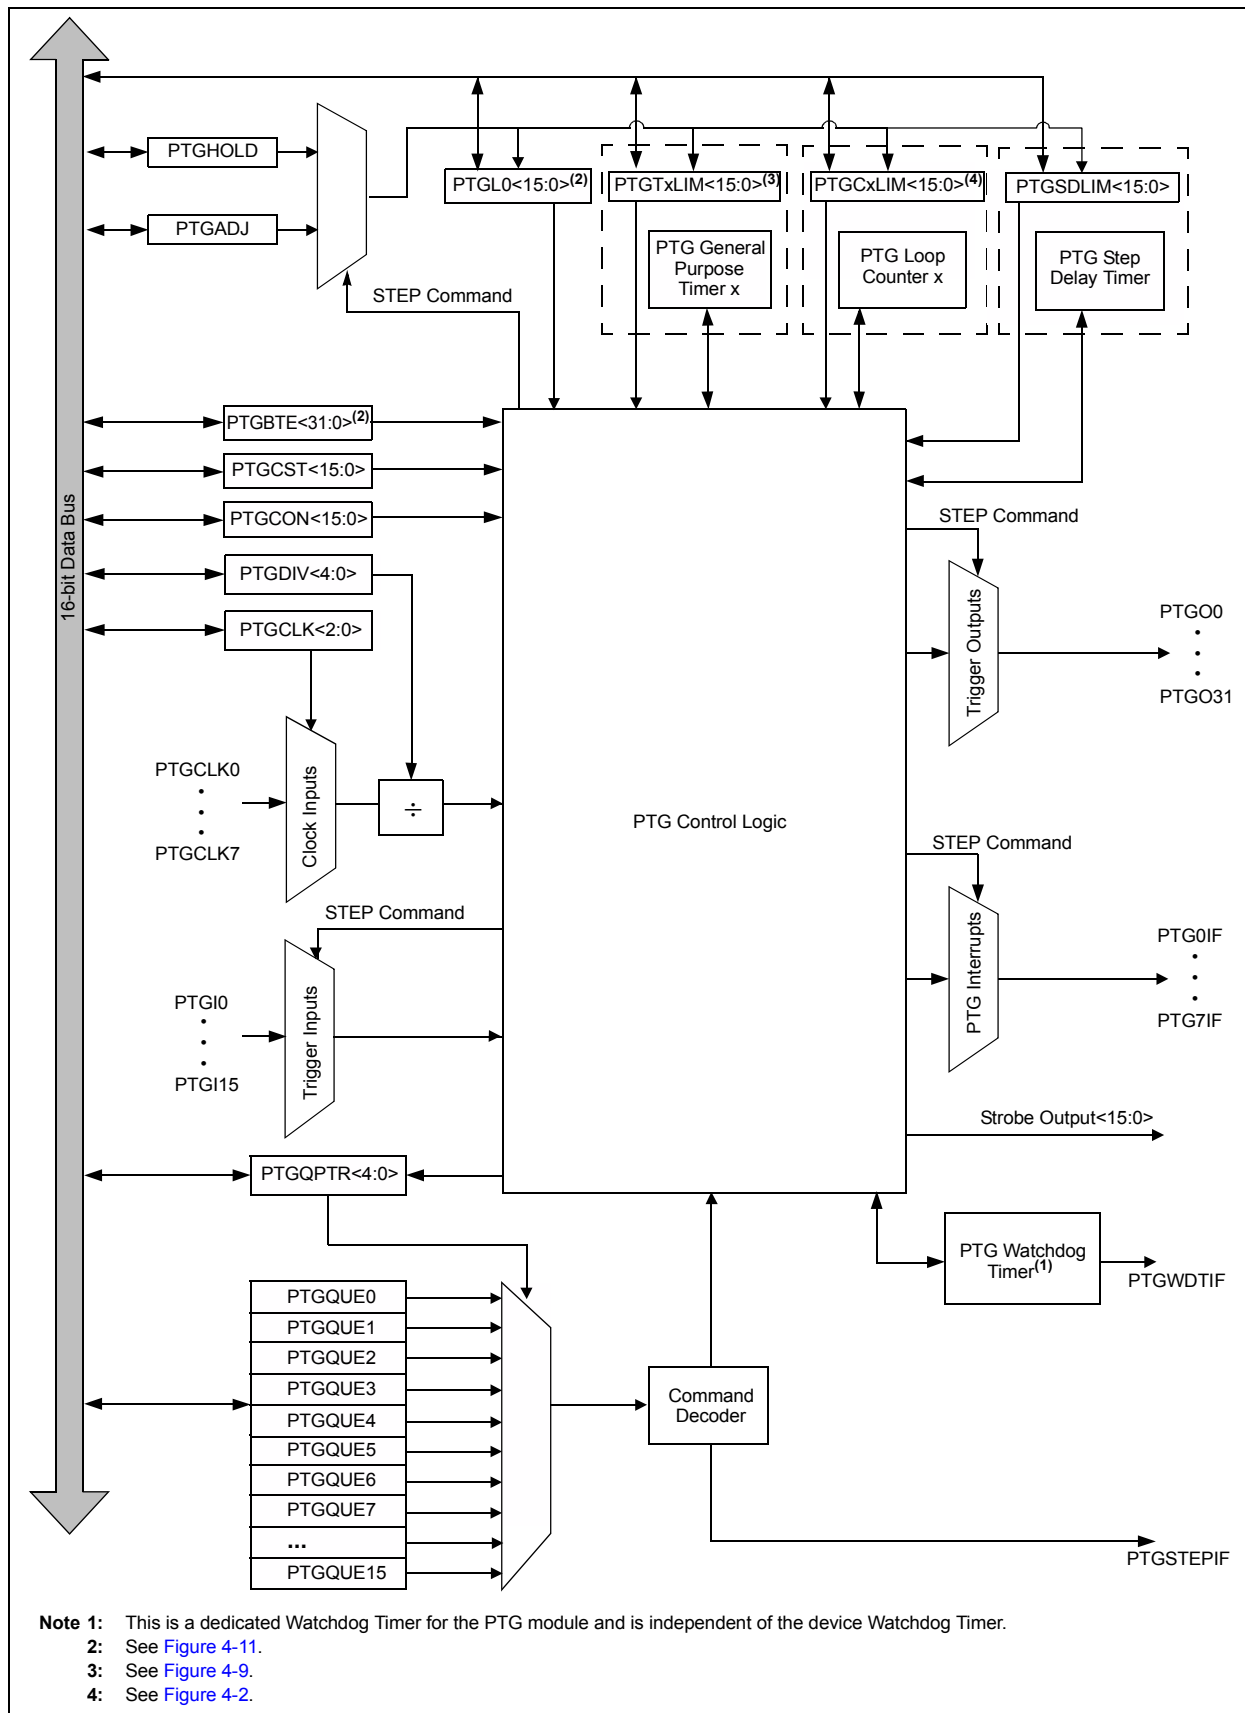 16-bit Data Bus
PTGHOLD
PTGADJ
STEP Command
PTGL0<15:0>(2)
PTGTxLIM<15:0>(3)
PTG General
Purpose
Timer x
PTGCxLIM<15:0>(4)
PTG Loop
Counter x
PTGSDLIM<15:0>
PTG Step
Delay Timer
PTGBTE<31:0>(2)
PTGCST<15:0>
PTGCON<15:0>
PTGDIV<4:0>
PTGCLK<2:0>
PTGCLK0
•
•
•
PTGCLK7
Clock Inputs
÷
STEP Command
PTGI0
•
•
•
PTGI15
Trigger Inputs
PTG Control Logic
STEP Command
Trigger Outputs
PTGO0
•
•
•
PTGO31
STEP Command
PTG Interrupts
PTG0IF
•
•
•
PTG7IF
Strobe Output<15:0>
PTGQPTR<4:0>
PTG Watchdog
Timer(1)
PTGWDTIF
PTGQUE0
PTGQUE1
PTGQUE2
PTGQUE3
PTGQUE4
PTGQUE5
PTGQUE6
PTGQUE7
...
PTGQUE15
Command
Decoder
PTGSTEPIF
Note 1: This is a dedicated Watchdog Timer for the PTG module and is independent of the device Watchdog Timer.
2: See Figure 4-11.
3: See Figure 4-9.
4: See Figure 4-2.